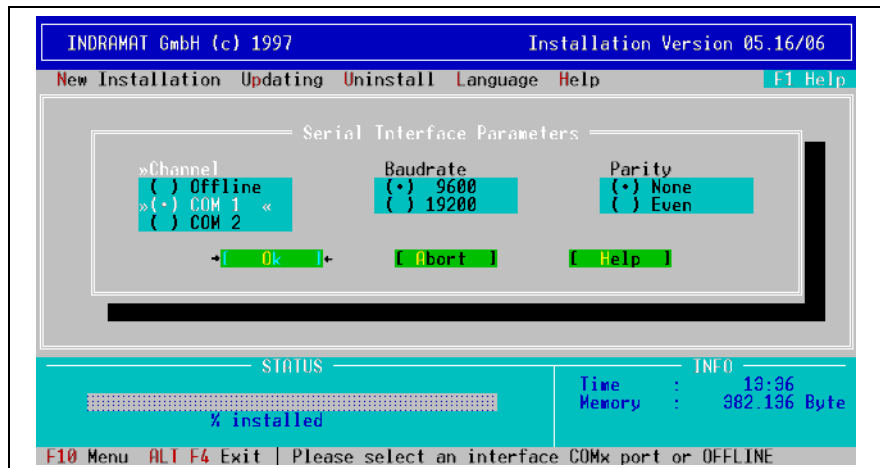 INDRAMAT GmbH (c) 1997 Installation Version 05.16/06
New Installation Updating Uninstall Language Help F1 Help
Serial Interface Parameters
»Channel Baudrate Parity
( ) Offline (•) 9600 (•) None
»(•) COM 1 « ( ) 19200 ( ) Even
( ) COM 2
→[ Ok ]← [ Abort ] [ Help ]
STATUS INFO
Time : 13:36
Memory : 382.136 Byte
% installed
F10 Menu ALT F4 Exit | Please select an interface COMx port or OFFLINE